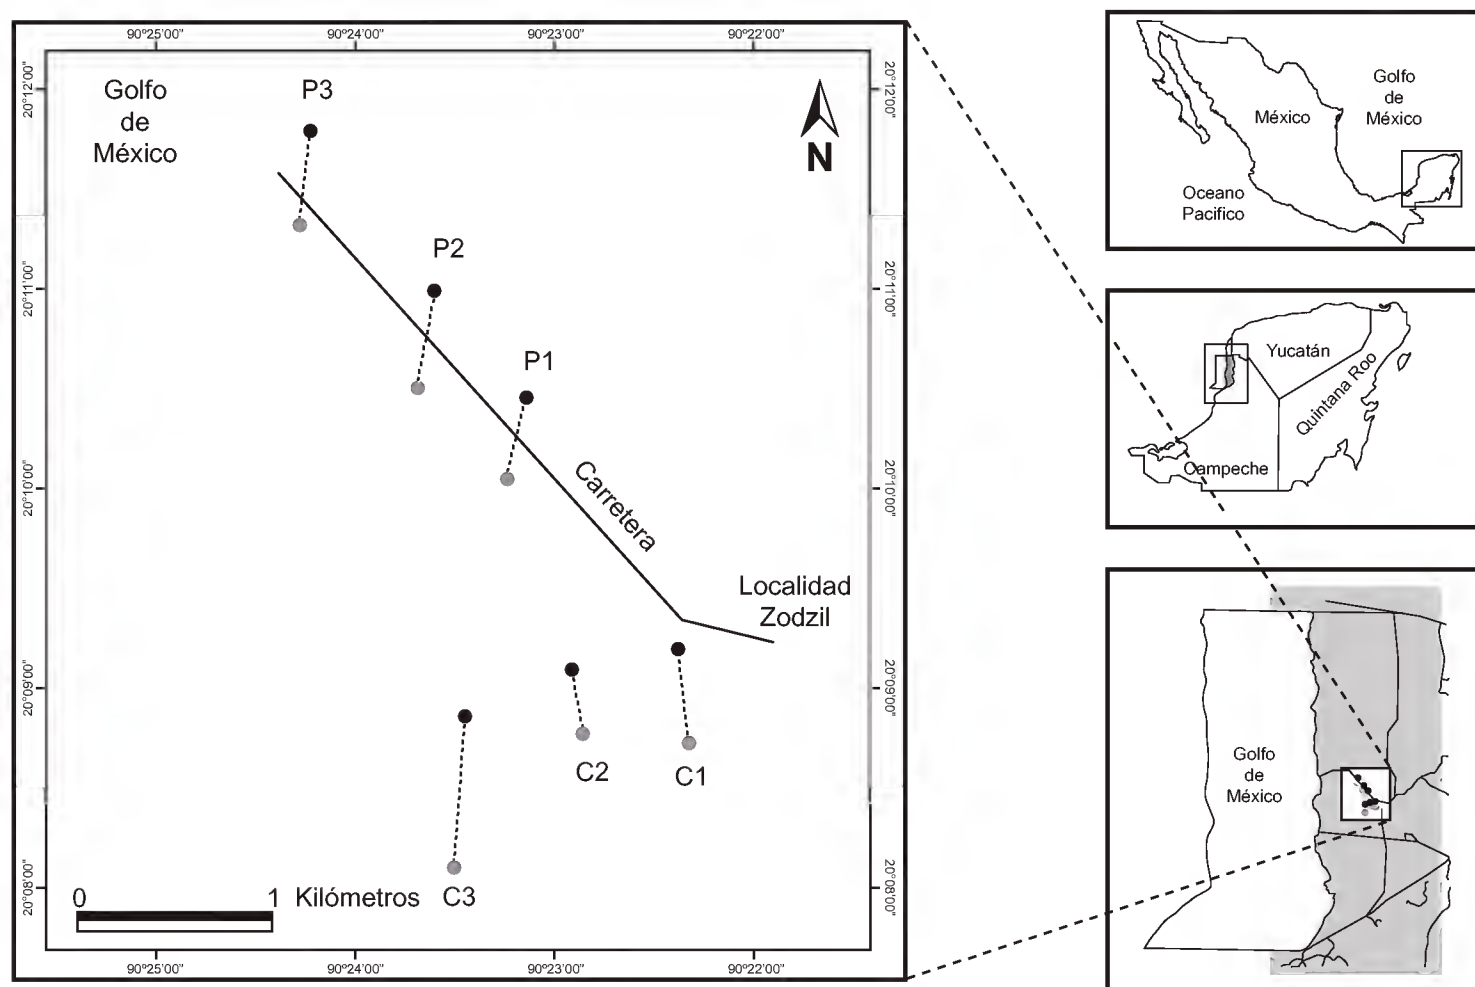 90°25'00"
90°24'00"
90°23'00"
90°22'00"
20°12'00"
20°12'00"
Golfo
de
México
P3
N
P2
20°11'00"
20°11'00"
P1
20°10'00"
20°10'00"
Carretera
Localidad
Zodzil
20°09'00"
20°09'00"
C2
C1
20°08'00"
20°08'00"
0
1
Kilómetros
C3
90°25'00"
90°24'00"
90°23'00"
90°22'00"
México
Golfo
de
México
Oceano
Pacifico
Yucatán
Quintana Roo
Campeche
Golfo
de
México